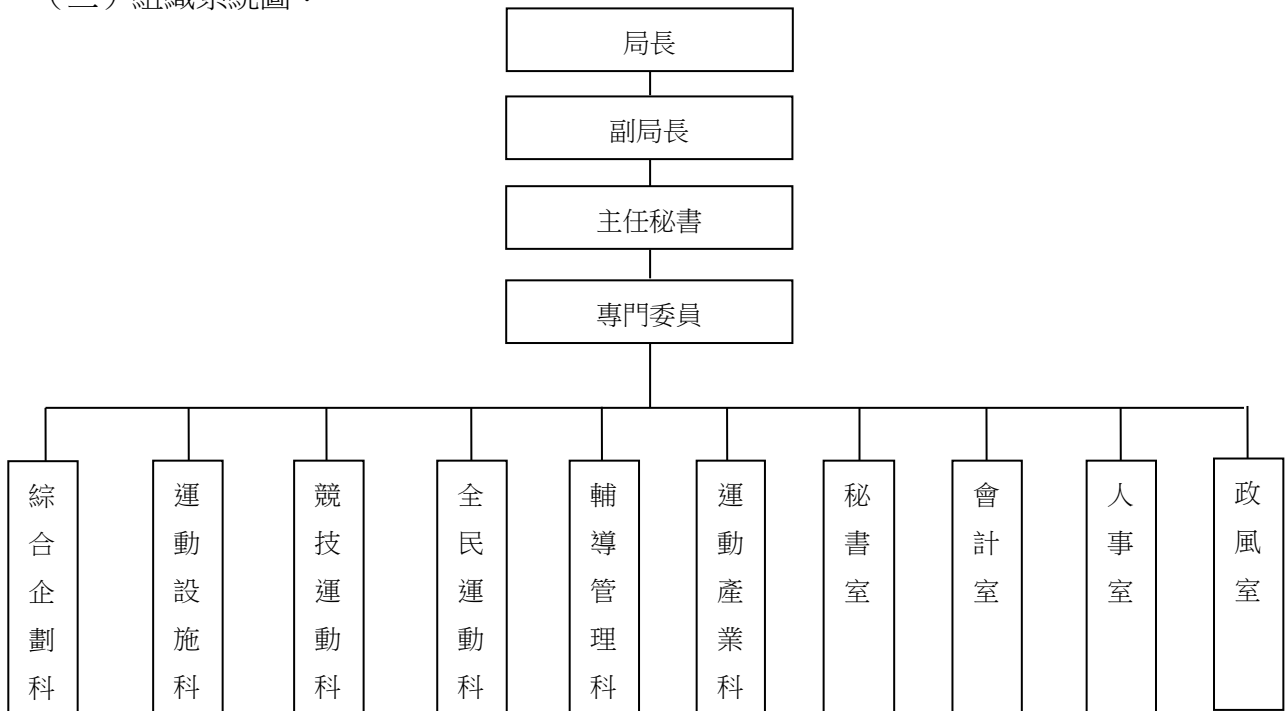 組織系統圖：
局長
副局長
主任秘書
專門委員
綜合企劃科
運動設施科
競技運動科
全民運動科
輔導管理科
運動產業科
秘書室
會計室
人事室
政風室